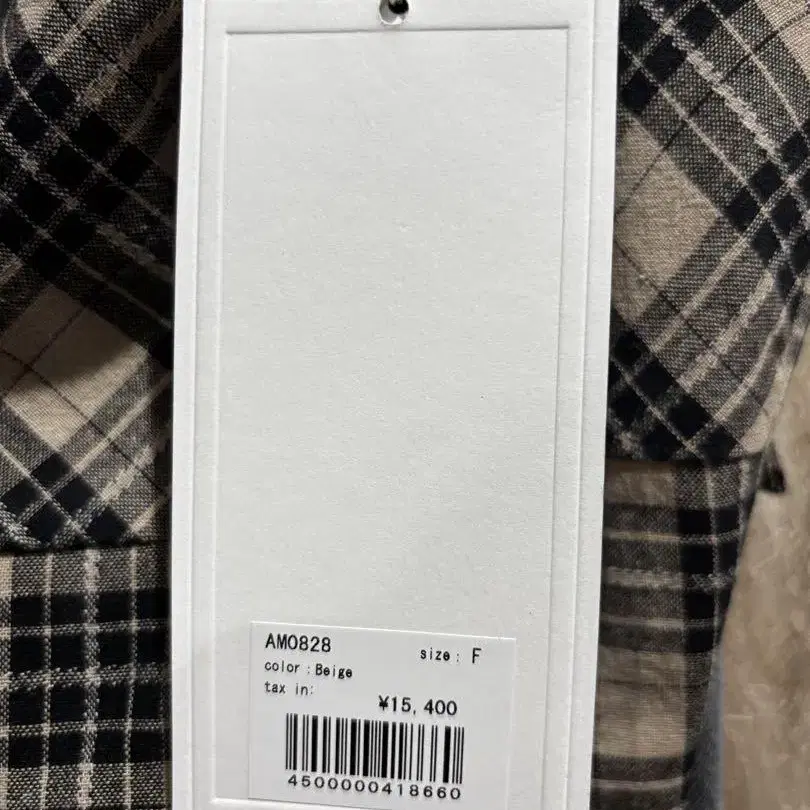 AM0828 size: F
color:Beige
tax in:
¥15,400
4500000418660